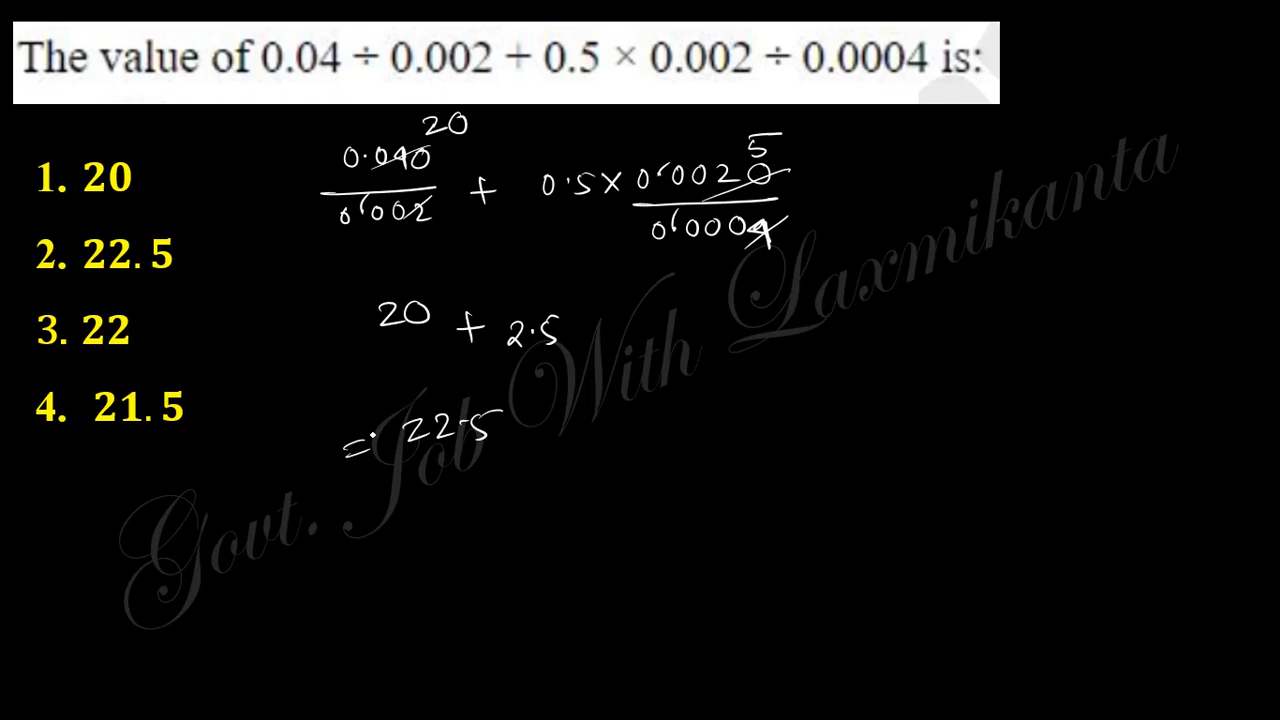 The value of 0.04 ÷ 0.002 + 0.5 × 0.002 ÷ 0.0004 is:
1. 20
2. 22.5
3. 22
4. 21.5
20
5
0.040 + 0.5 × 0.0020
0.002 0.0004
20 + 2.5
= 22.5
Govt. Job With Laxmikanta